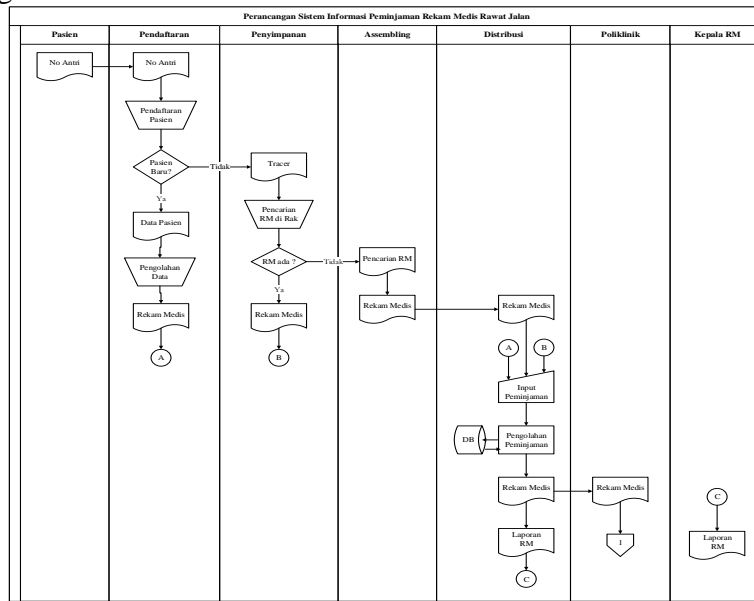 Perancangan Sistem Informasi Peminjaman Rekam Medis Rawat Jalan
Pasien
Pendaftaran
Penyimpanan
Assembling
Distribusi
Poliklinik
Kepala RM
No Antri
No Antri
Pendaftaran
Pasien
Pasien
Baru?
Tidak
Ya
Data Pasien
Pengolahan
Data
Rekam Medis
A
Tracer
Pencarian
RM di Rak
RM ada ?
Tidak
Ya
Rekam Medis
B
Pencarian RM
Rekam Medis
Rekam Medis
A
B
Input
Peminjaman
DB
Pengolahan
Peminjaman
Rekam Medis
Laporan
RM
C
Rekam Medis
1
C
Laporan
RM